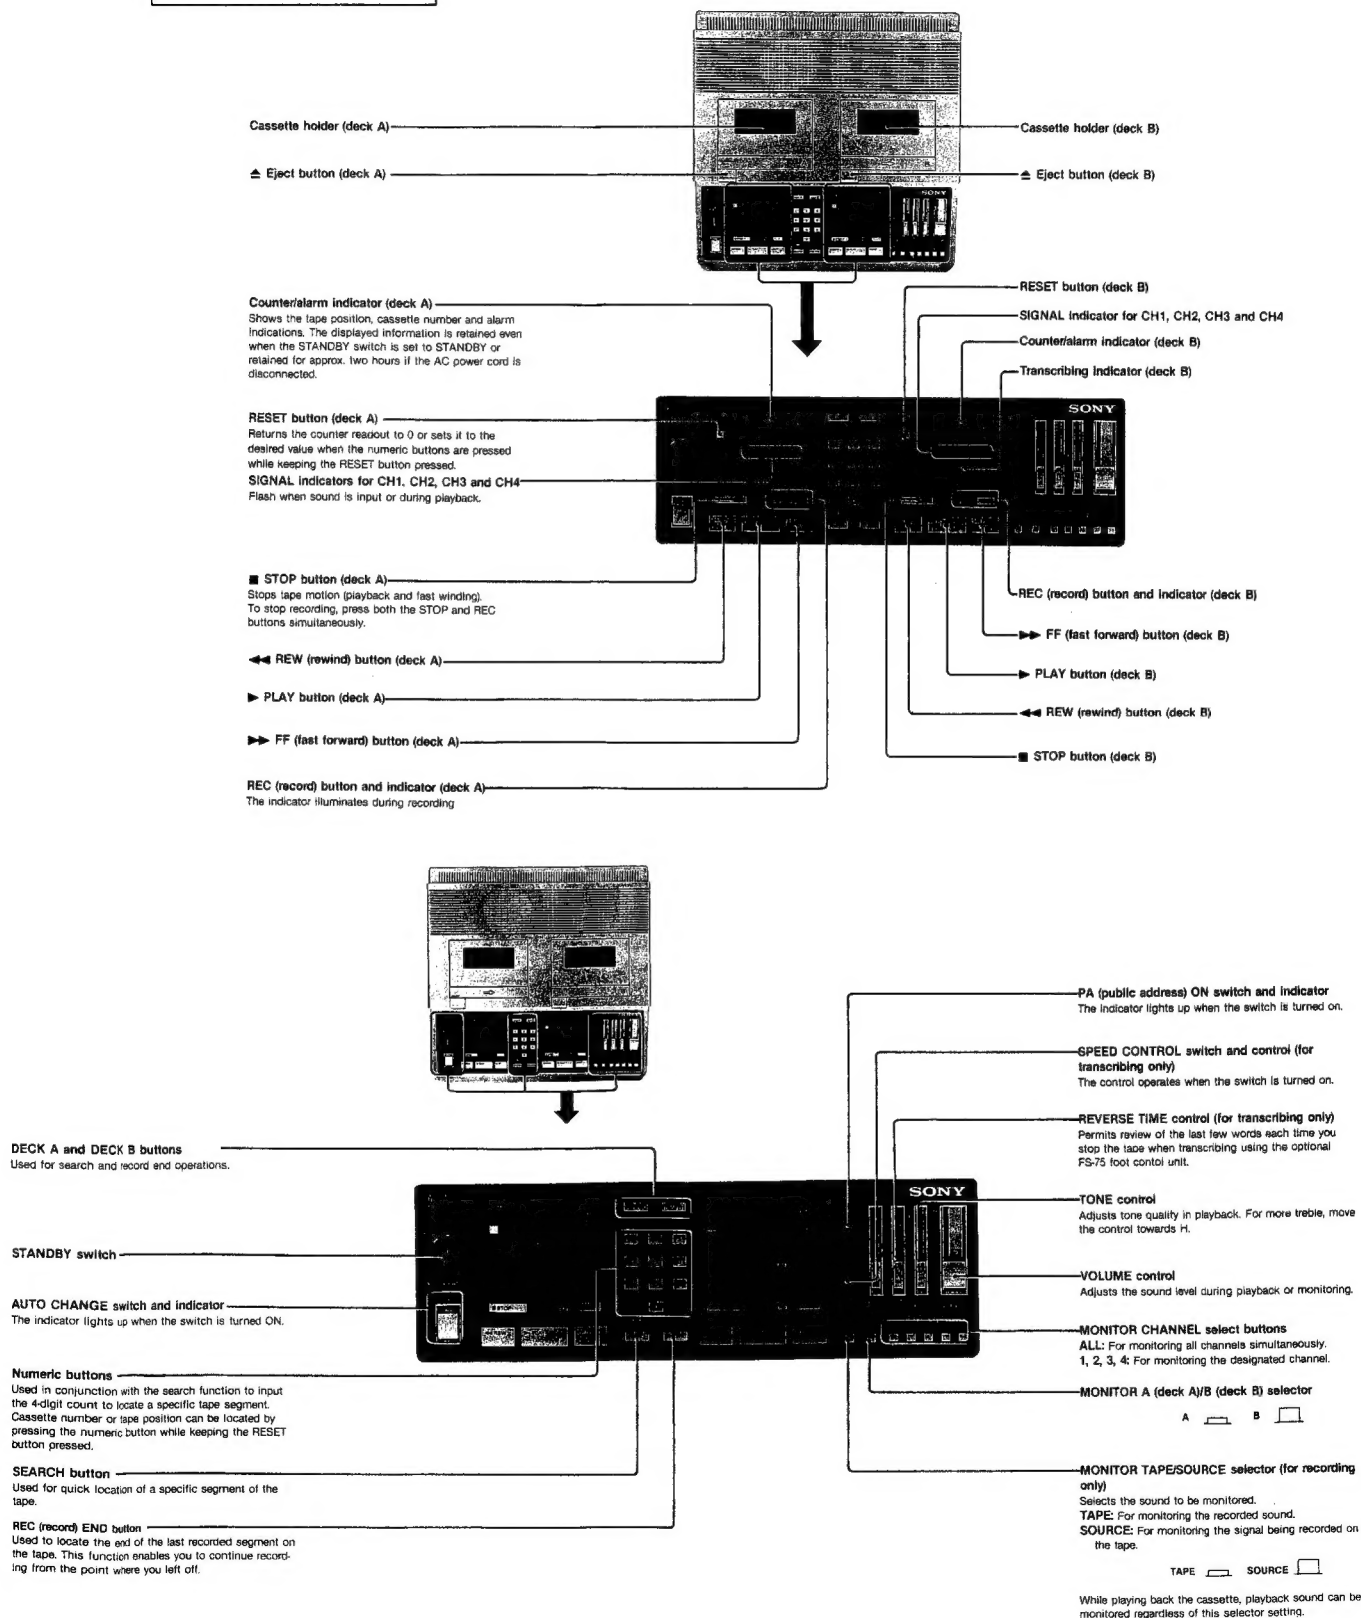 Cassette holder (deck A)
Cassette holder (deck B)
⏏ Eject button (deck A)
⏏ Eject button (deck B)
SONY
Counter/alarm indicator (deck A)
Shows the tape position, cassette number and alarm
indications. The displayed information is retained even
when the STANDBY switch is set to STANDBY or
retained for approx. two hours if the AC power cord is
disconnected.
RESET button (deck A)
Returns the counter readout to 0 or sets it to the
desired value when the numeric buttons are pressed
while keeping the RESET button pressed.
SIGNAL indicators for CH1. CH2, CH3 and CH4
Flash when sound is input or during playback.
■ STOP button (deck A)
Stops tape motion (playback and fast winding).
To stop recording, press both the STOP and REC
buttons simultaneously.
◀◀ REW (rewind) button (deck A)
▶ PLAY button (deck A)
▶▶ FF (fast forward) button (deck A)
REC (record) button and indicator (deck A)
The indicator illuminates during recording
RESET button (deck B)
SIGNAL indicator for CH1, CH2, CH3 and CH4
Counter/alarm indicator (deck B)
Transcribing indicator (deck B)
SONY
REC (record) button and indicator (deck B)
▶▶ FF (fast forward) button (deck B)
▶ PLAY button (deck B)
◀◀ REW (rewind) button (deck B)
■ STOP button (deck B)
DECK A and DECK B buttons
Used for search and record end operations.
STANDBY switch
AUTO CHANGE switch and indicator
The indicator lights up when the switch is turned ON.
Numeric buttons
Used in conjunction with the search function to input
the 4-digit count to locate a specific tape segment.
Cassette number or tape position can be located by
pressing the numeric button while keeping the RESET
button pressed.
SEARCH button
Used for quick location of a specific segment of the
tape.
REC (record) END button
Used to locate the end of the last recorded segment on
the tape. This function enables you to continue record-
ing from the point where you left off.
SONY
PA (public address) ON switch and indicator
The indicator lights up when the switch is turned on.
SPEED CONTROL switch and control (for
transcribing only)
The control operates when the switch is turned on.
REVERSE TIME control (for transcribing only)
Permits review of the last few words each time you
stop the tape when transcribing using the optional
FS-75 foot contol unit.
TONE control
Adjusts tone quality in playback. For more treble, move
the control towards H.
VOLUME control
Adjusts the sound level during playback or monitoring.
MONITOR CHANNEL select buttons
ALL: For monitoring all channels simultaneously.
1, 2, 3, 4: For monitoring the designated channel.
MONITOR A (deck A)/B (deck B) selector
A B
MONITOR TAPE/SOURCE selector (for recording
only)
Selects the sound to be monitored.
TAPE: For monitoring the recorded sound.
SOURCE: For monitoring the signal being recorded on
the tape.
TAPE SOURCE
While playing back the cassette, playback sound can be
monitored regardless of this selector setting.